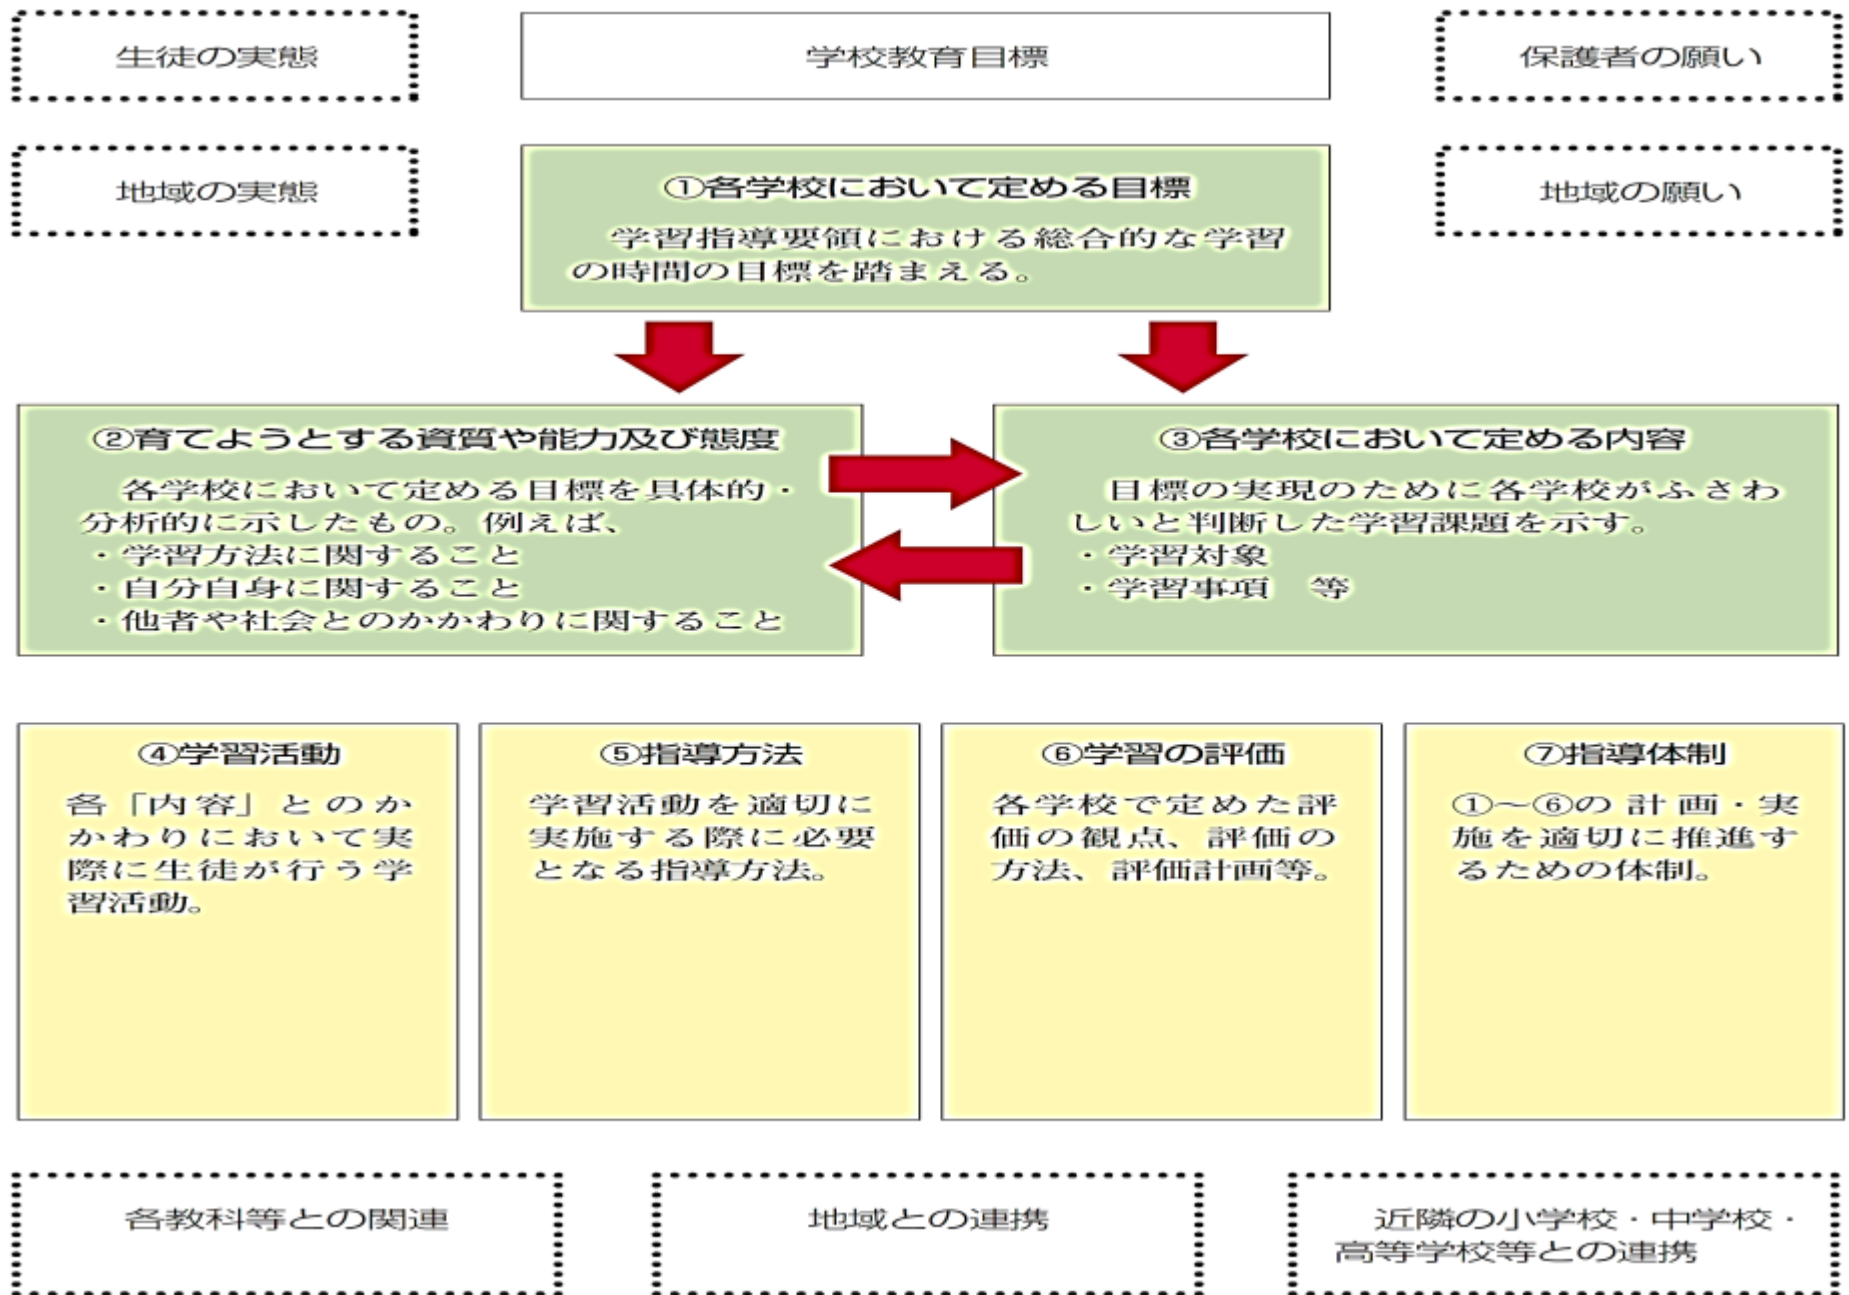 生徒の実態
学校教育目標
保護者の願い
地域の実態
地域の願い
①各学校において定める目標
学習指導要領における総合的な学習
の時間の目標を踏まえる。
②育てようとする資質や能力及び態度
各学校において定める目標を具体的・
分析的に示したもの。例えば、
・学習方法に関すること
・自分自身に関すること
・他者や社会とのかかわりに関すること
③各学校において定める内容
目標の実現のために各学校がふさわ
しいと判断した学習課題を示す。
・学習対象
・学習事項　等
④学習活動
各「内容」とのか
かわりにおいて実
際に生徒が行う学
習活動。
⑤指導方法
学習活動を適切に
実施する際に必要
となる指導方法。
⑥学習の評価
各学校で定めた評
価の観点、評価の
方法、評価計画等。
⑦指導体制
①～⑥の計画・実
施を適切に推進す
るための体制。
各教科等との関連
地域との連携
近隣の小学校・中学校・
高等学校等との連携